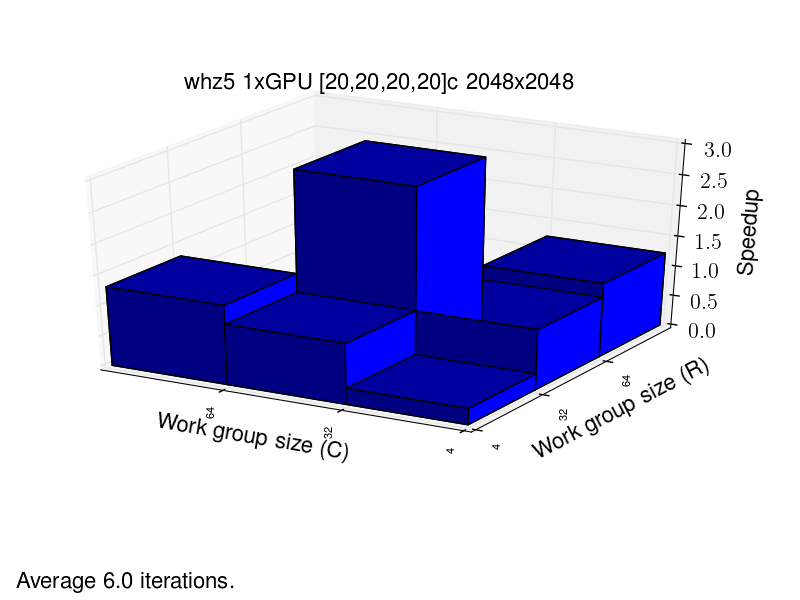 whz5 1xGPU [20,20,20,20]c 2048x2048
3.0
2.5
2.0
1.5
1.0
0.5
0.0
Speedup
64
32
4
Work group size (C)
4
32
64
Work group size (R)
Average 6.0 iterations.